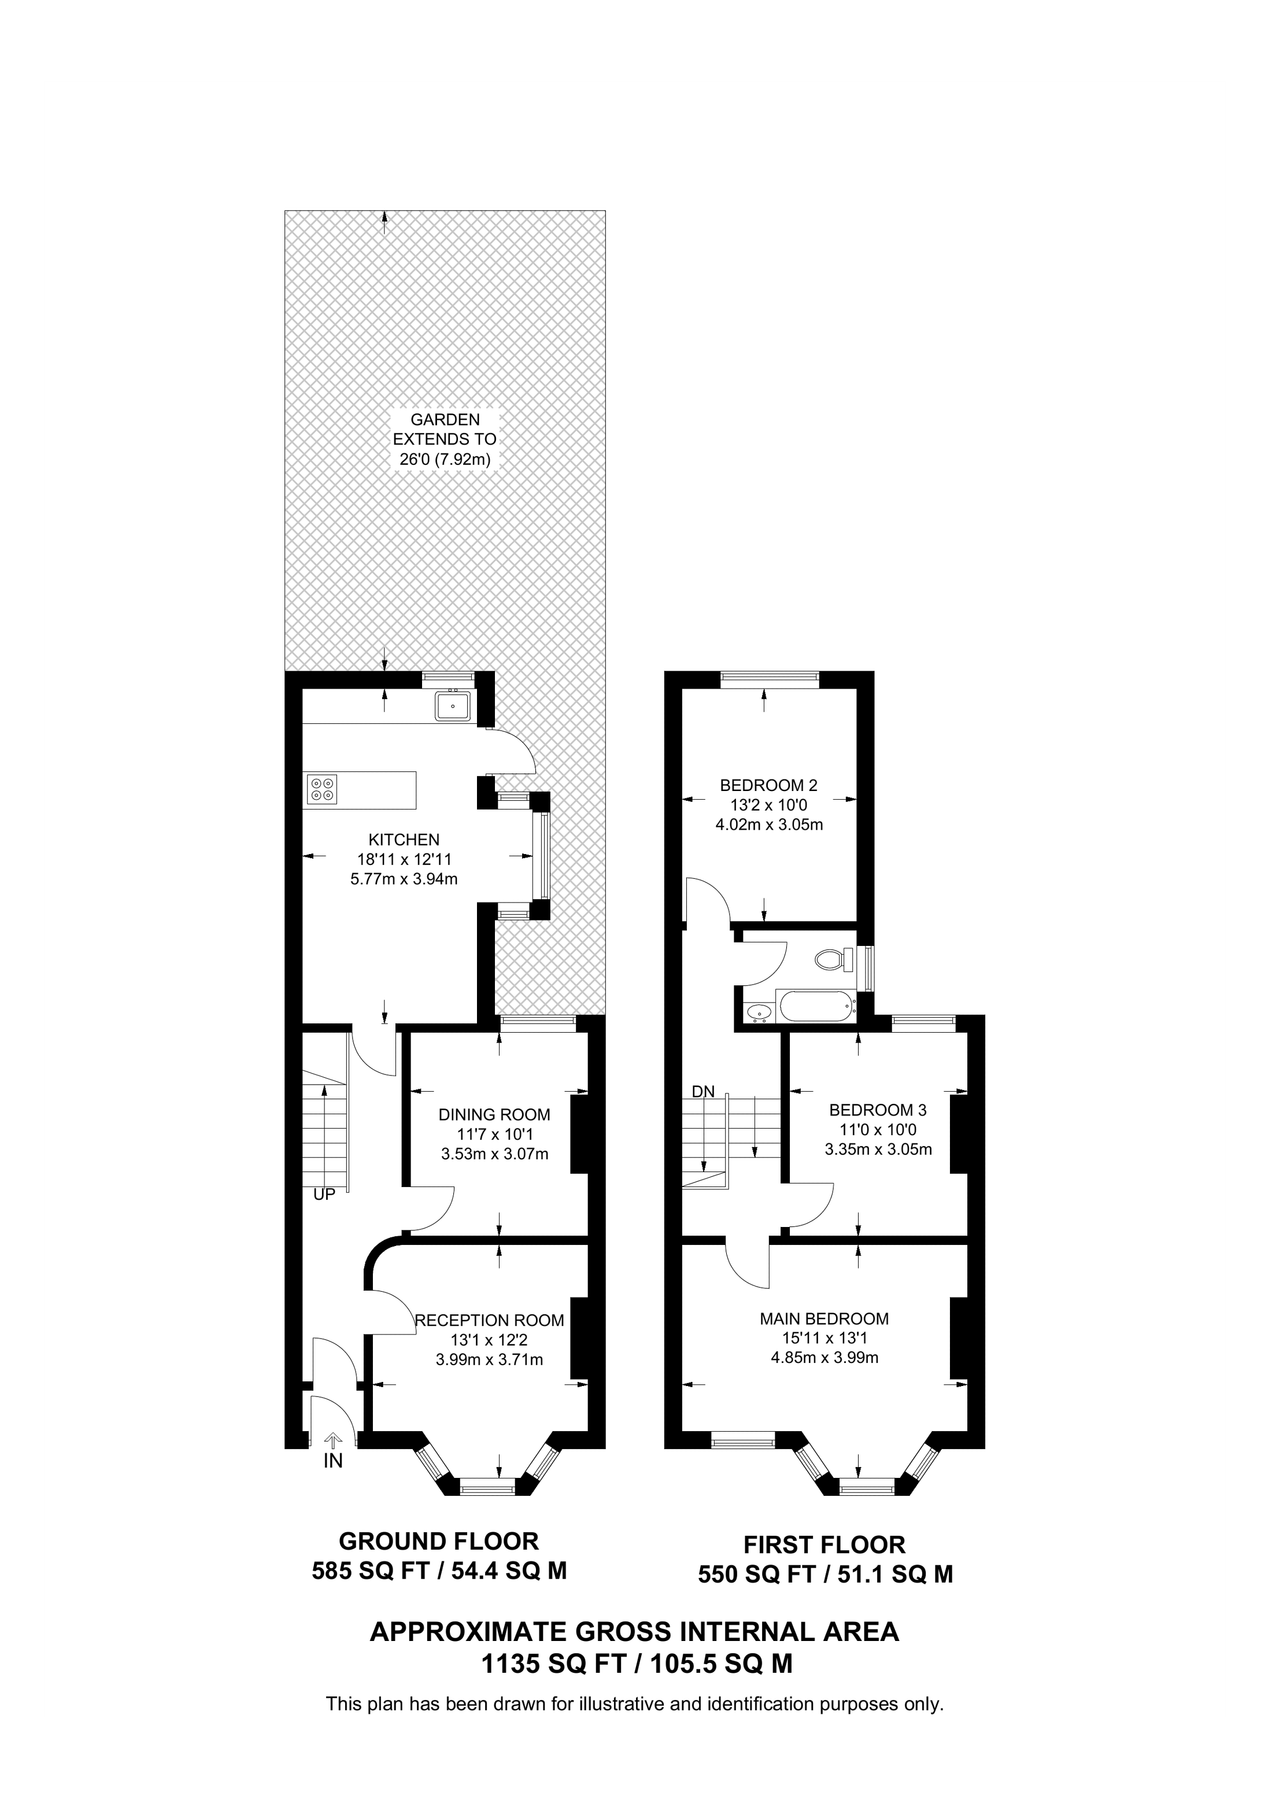 GARDEN
EXTENDS TO
26'0 (7.92m)
KITCHEN
18'11 x 12'11
5.77m x 3.94m
DINING ROOM
11'7 x 10'1
3.53m x 3.07m
UP
RECEPTION ROOM
13'1 x 12'2
3.99m x 3.71m
IN
BEDROOM 2
13'2 x 10'0
4.02m x 3.05m
DN
BEDROOM 3
11'0 x 10'0
3.35m x 3.05m
MAIN BEDROOM
15'11 x 13'1
4.85m x 3.99m
GROUND FLOOR
585 SQ FT / 54.4 SQ M
FIRST FLOOR
550 SQ FT / 51.1 SQ M
APPROXIMATE GROSS INTERNAL AREA
1135 SQ FT / 105.5 SQ M
This plan has been drawn for illustrative and identification purposes only.